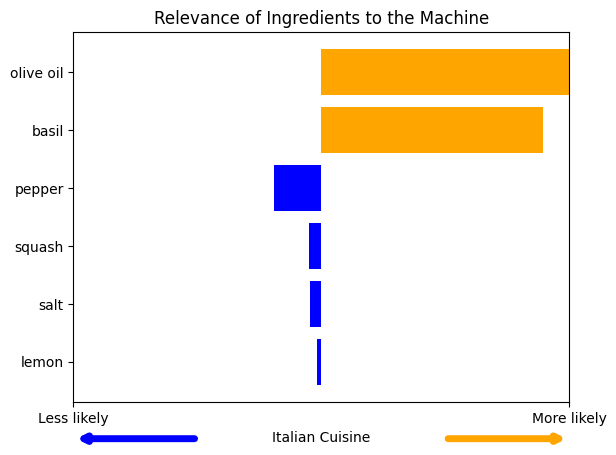 Relevance of Ingredients to the Machine
olive oil
basil
pepper
squash
salt
lemon
Less likely
More likely
Italian Cuisine